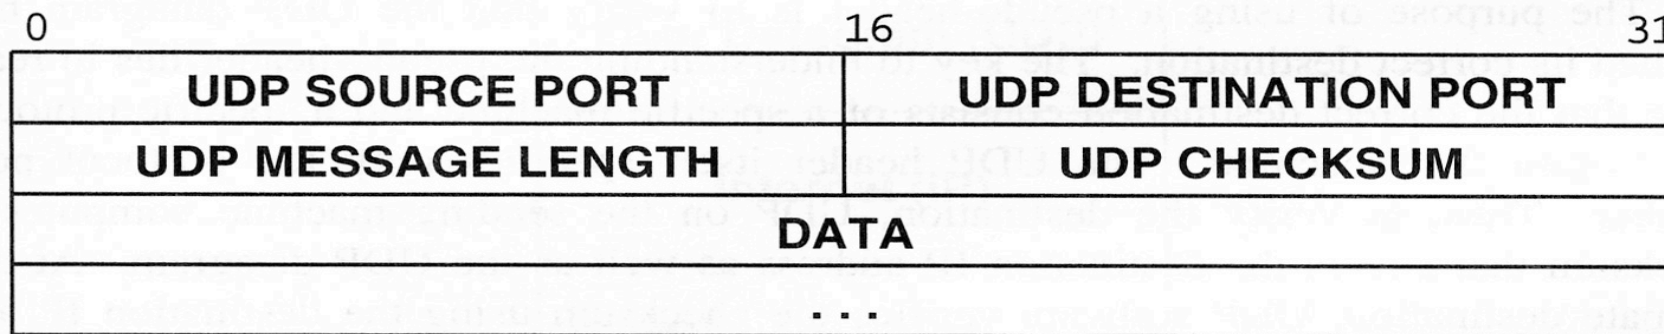 0 16 31
UDP SOURCE PORT UDP DESTINATION PORT
UDP MESSAGE LENGTH UDP CHECKSUM
DATA
...